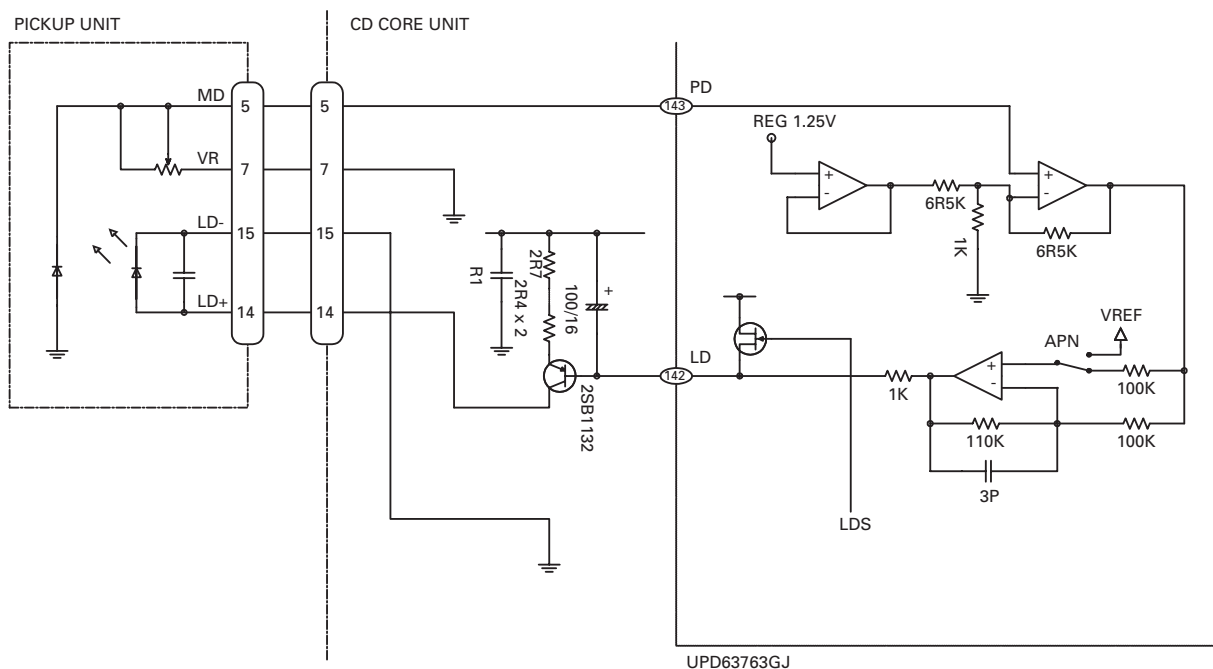 PICKUP UNIT
CD CORE UNIT
MD
5
5
143
PD
REG 1.25V
+
-
6R5K
1K
+
-
6R5K
VR
7
7
LD-
15
15
LD+
14
14
R1
2R4 x 2
2R7
100/16
+
2SB1132
LD
142
1K
+
-
APN
VREF
100K
110K
100K
3P
LDS
UPD63763GJ